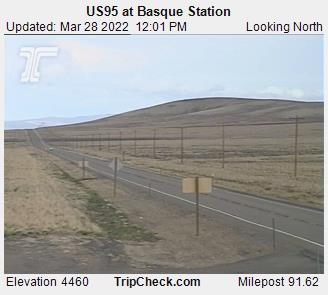 US95 at Basque Station
Updated: Mar 28 2022 12:01 PM Looking North
Elevation 4460 TripCheck.com Milepost 91.62